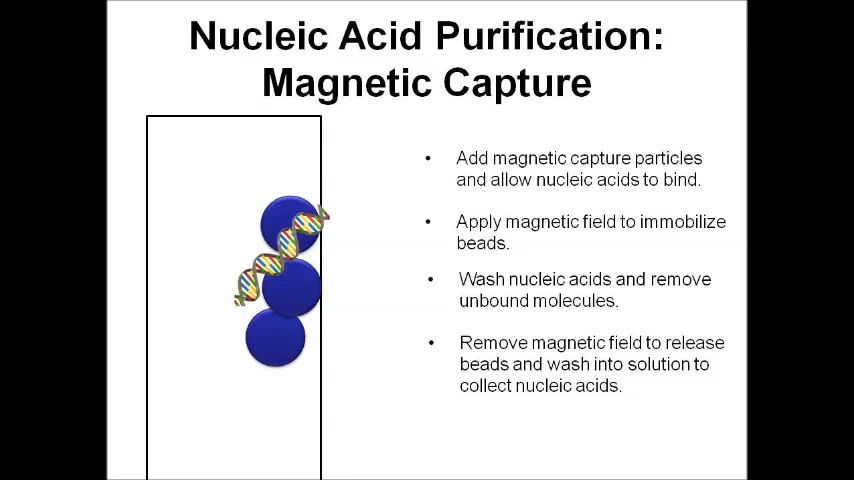 Nucleic Acid Purification:
Magnetic Capture
• Add magnetic capture particles
and allow nucleic acids to bind.
• Apply magnetic field to immobilize
beads.
• Wash nucleic acids and remove
unbound molecules.
• Remove magnetic field to release
beads and wash into solution to
collect nucleic acids.